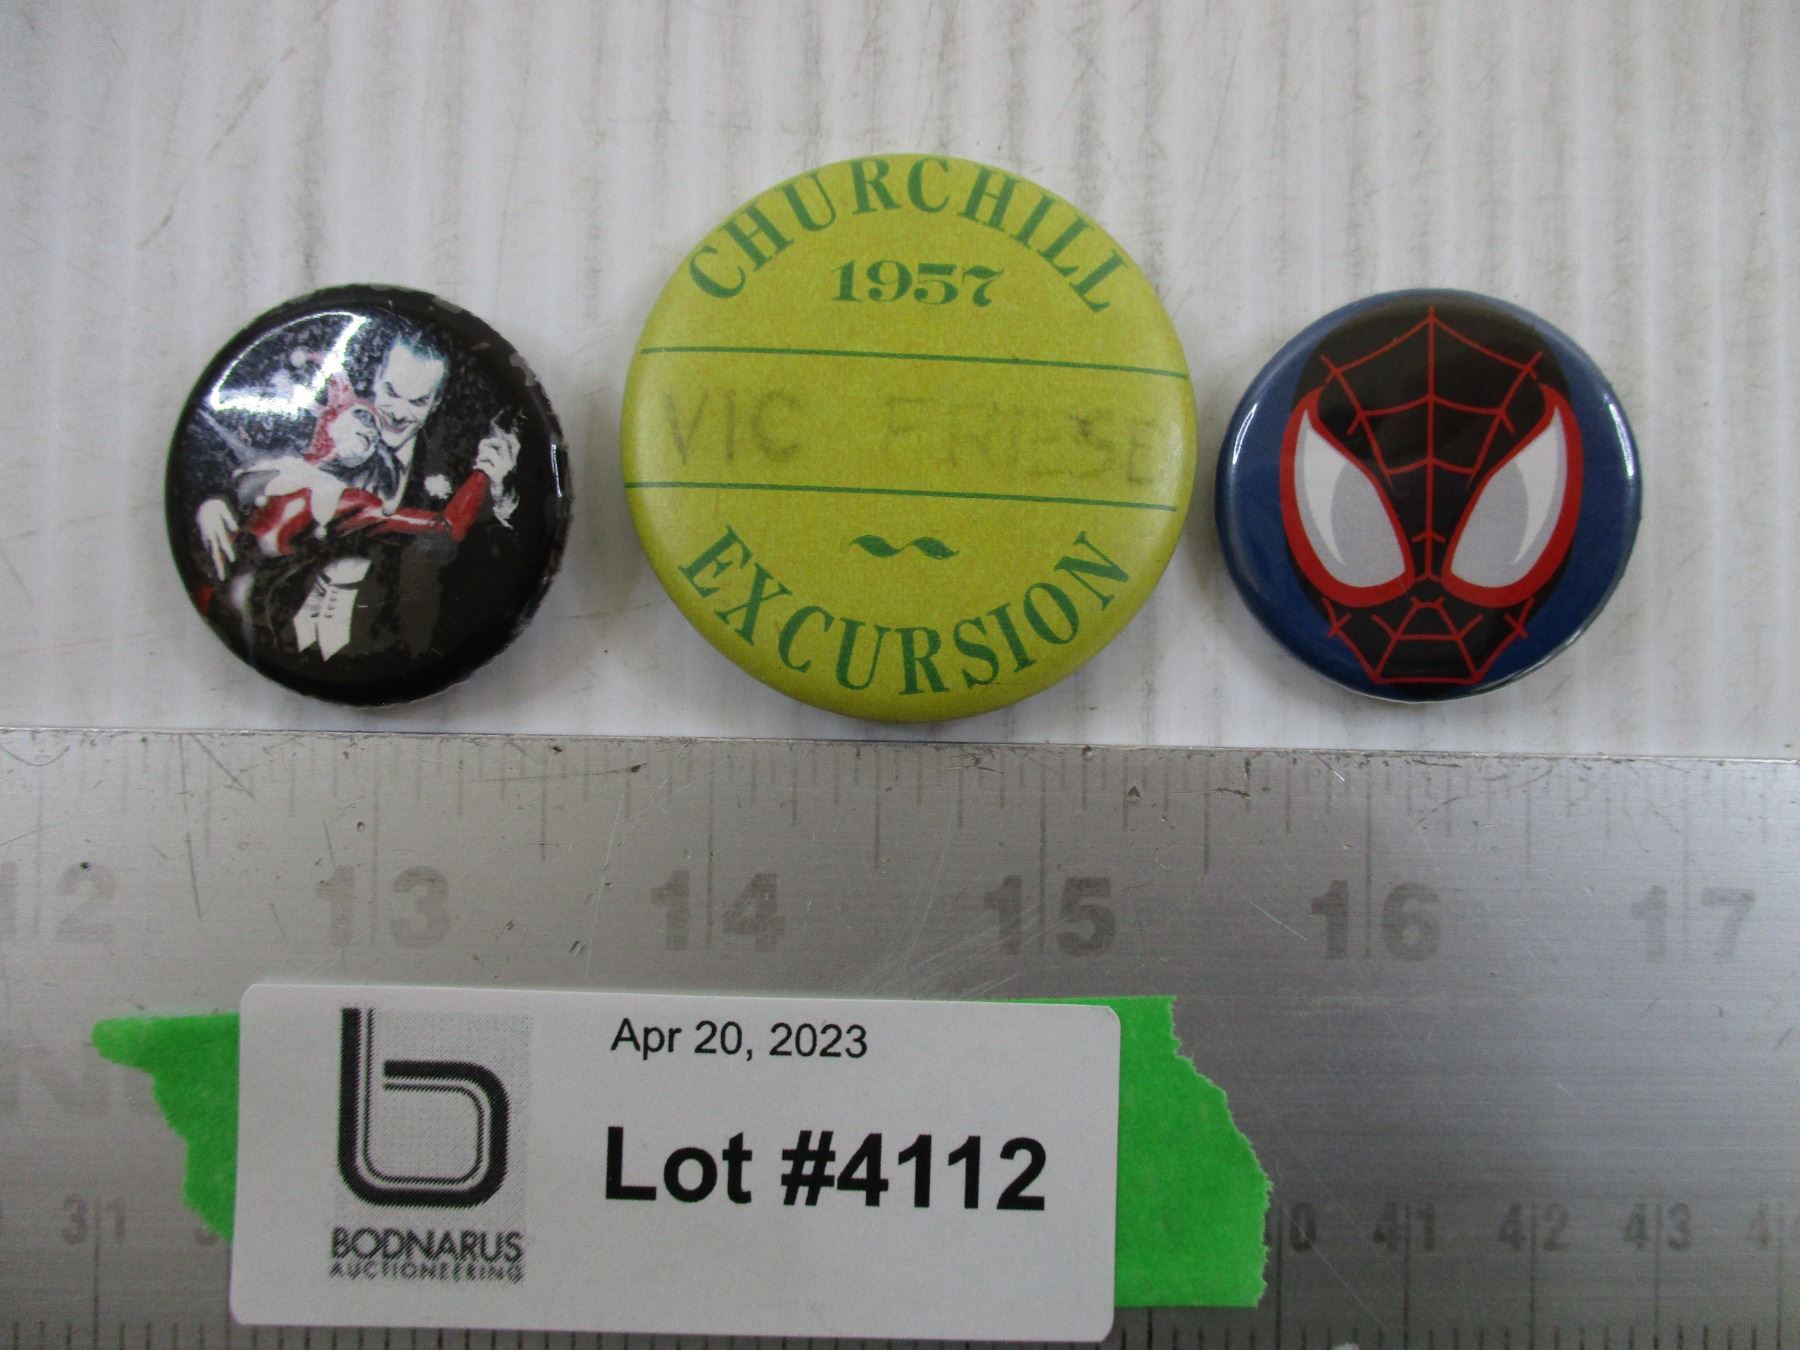 CHURCHILL
1957
VIC FRIESE
EXCURSION
12 13 14 15 16 17
Apr 20, 2023
Lot #4112
BODNARUS
AUCTIONEERING
31 41 42 43